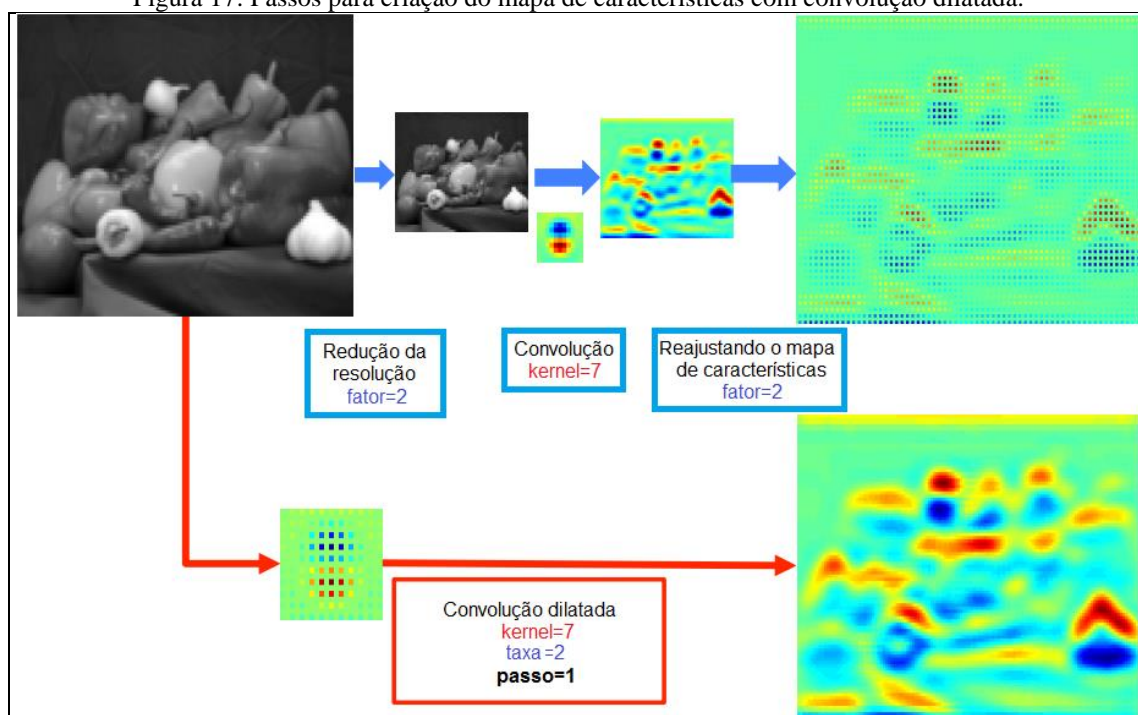 Figura 17: Passos para criação do mapa de características com convolução dilatada.
Redução da
resolução
fator=2
Convolução
kernel=7
Reajustando o mapa
de características
fator=2
Convolução dilatada
kernel=7
taxa=2
passo=1